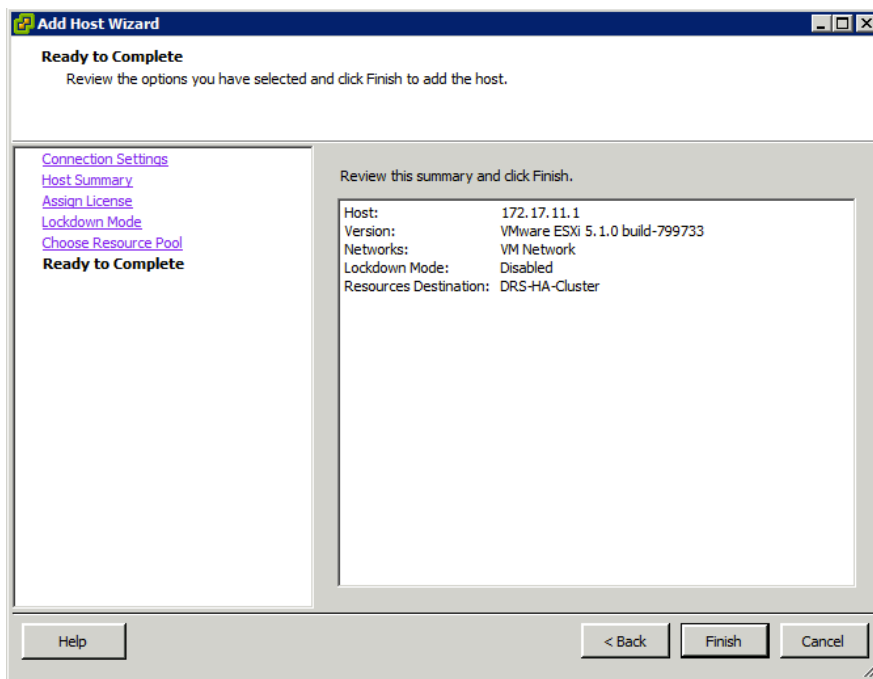 Add Host Wizard
Ready to Complete
Review the options you have selected and click Finish to add the host.
Connection Settings
Host Summary
Assign License
Lockdown Mode
Choose Resource Pool
Ready to Complete
Review this summary and click Finish.
Host: 172.17.11.1
Version: VMware ESXi 5.1.0 build-799733
Networks: VM Network
Lockdown Mode: Disabled
Resources Destination: DRS-HA-Cluster
Help
< Back
Finish
Cancel